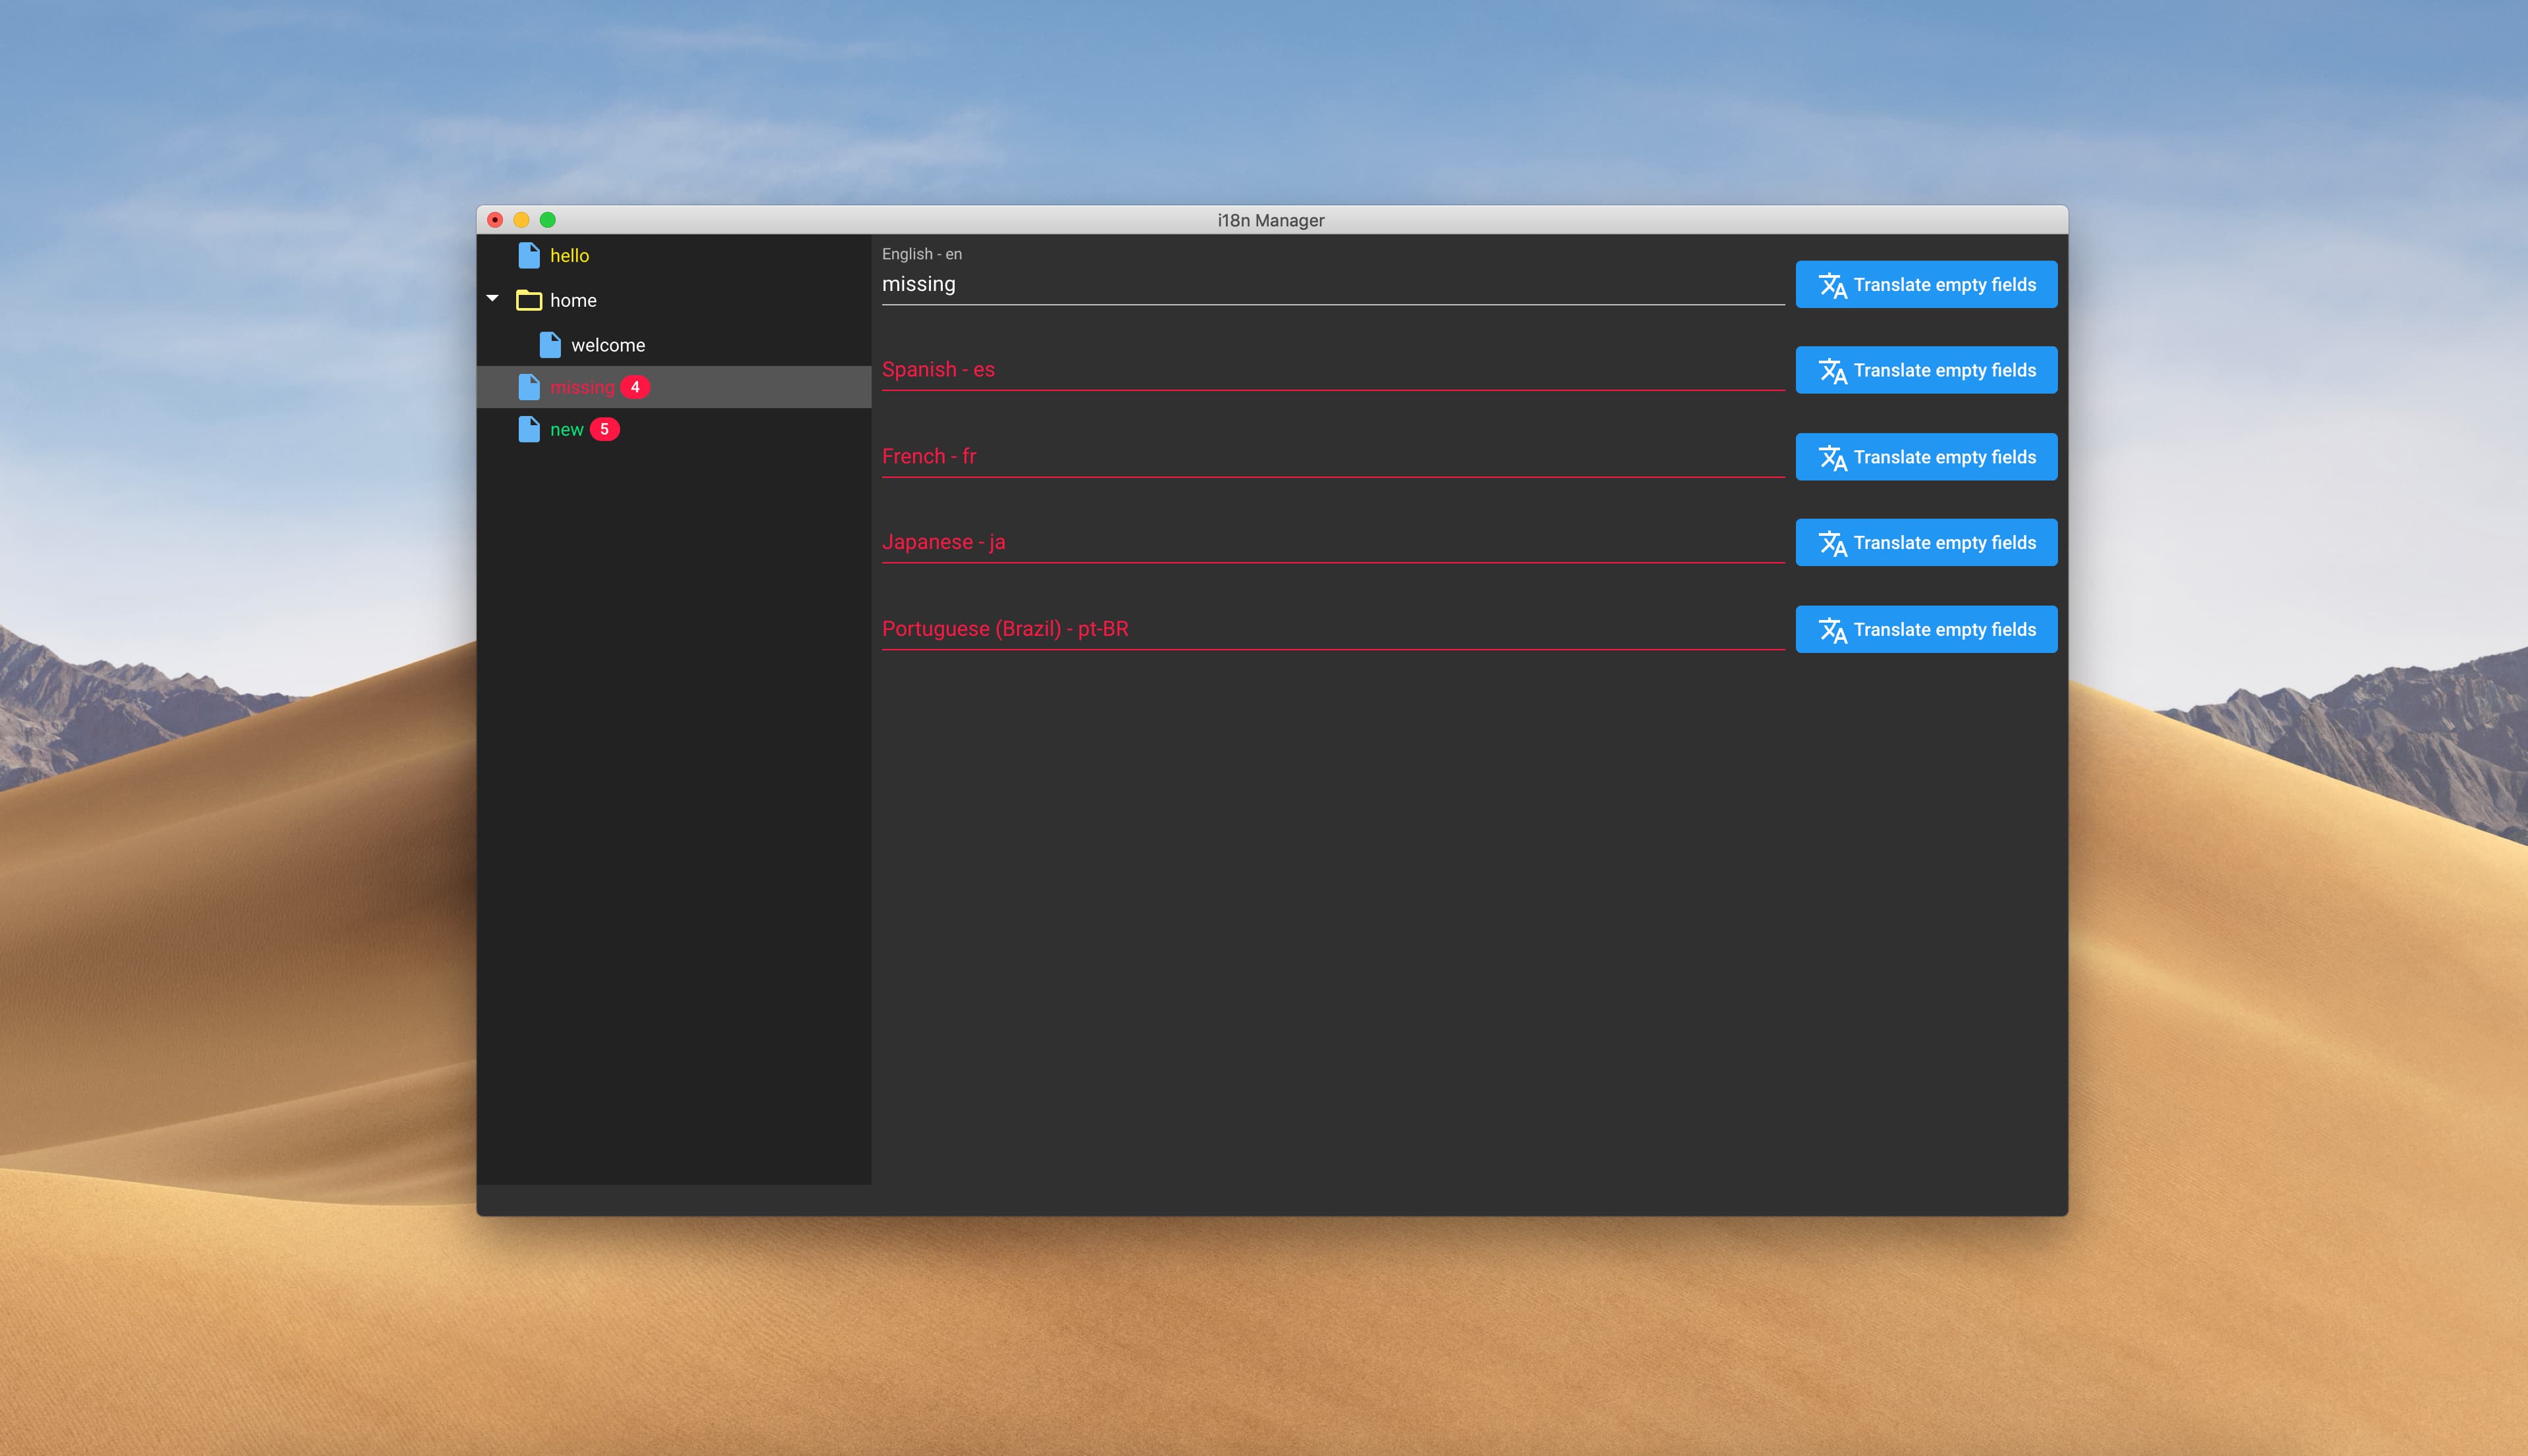 i18n Manager
hello
home
welcome
missing 4
new 5
English - en
missing
Translate empty fields
Spanish - es
Translate empty fields
French - fr
Translate empty fields
Japanese - ja
Translate empty fields
Portuguese (Brazil) - pt-BR
Translate empty fields